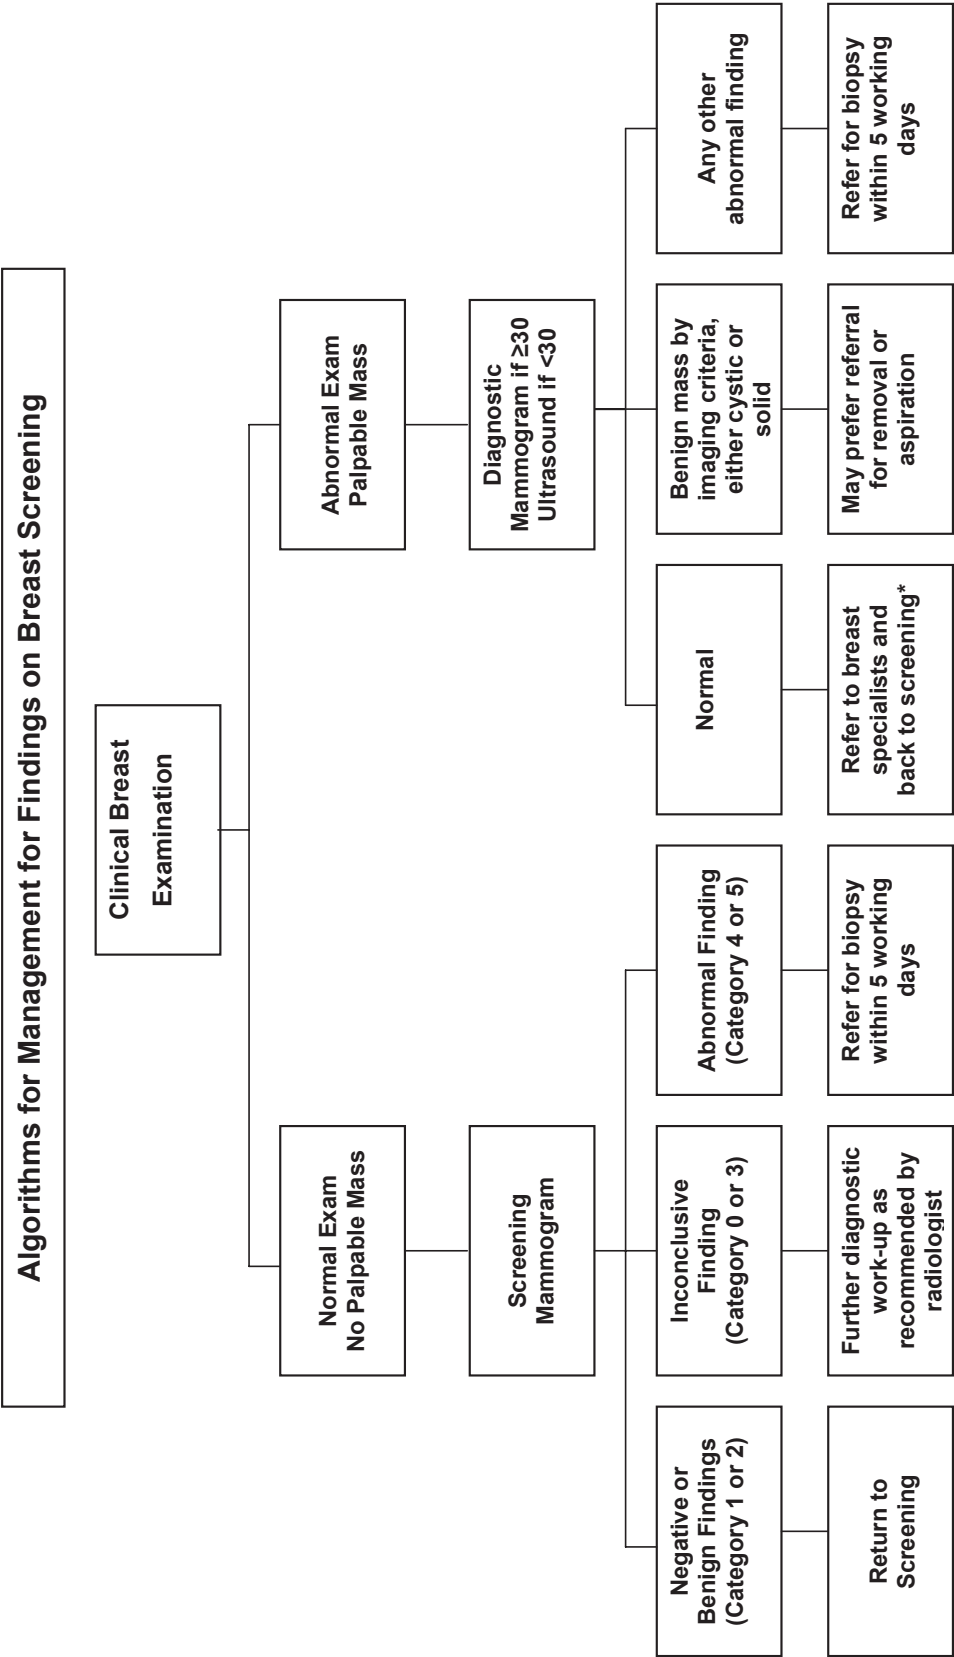 Algorithms for Management for Findings on Breast Screening
Clinical Breast
Examination
Normal Exam
No Palpable Mass
Abnormal Exam
Palpable Mass
Screening
Mammogram
Diagnostic
Mammogram if ≥30
Ultrasound if <30
Negative or
Benign Findings
(Category 1 or 2)
Inconclusive
Finding
(Category 0 or 3)
Abnormal Finding
(Category 4 or 5)
Normal
Benign mass by
imaging criteria,
either cystic or
solid
Any other
abnormal finding
Return to
Screening
Further diagnostic
work-up as
recommended by
radiologist
Refer for biopsy
within 5 working
days
Refer to breast
specialists and
back to screening*
May prefer referral
for removal or
aspiration
Refer for biopsy
within 5 working
days